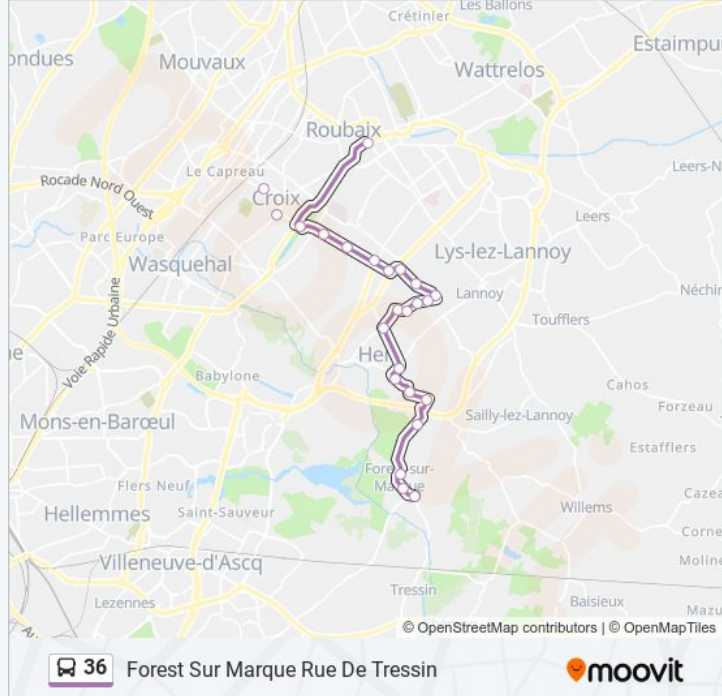 Les Ballons
Crétinier
Estaimpu
ondues
Mouvaux
Wattrelos
Roubaix
Le Capreau
Leers-N
Rocade Nord Ouest
Croix
Leers
Parc Europe
Lys-lez-Lannoy
Wasquehal
Lannoy
Néchin
Toufflers
Voie Rapide Urbaine
ne
Hem
Babylone
Cahos
Forzeau
Mons-en-Barœul
Sailly-lez-Lannoy
Estafflers
Forest-sur-
Marque
Flers Neuf
Cazea
Hellemmes
Saint-Sauveur
Willems
Corne
Villeneuve-d'Ascq
Moline
Tressin
Lezennes
Baisieux
Mazu
© OpenStreetMap contributors | © OpenMapTiles
36 Forest Sur Marque Rue De Tressin
moovit